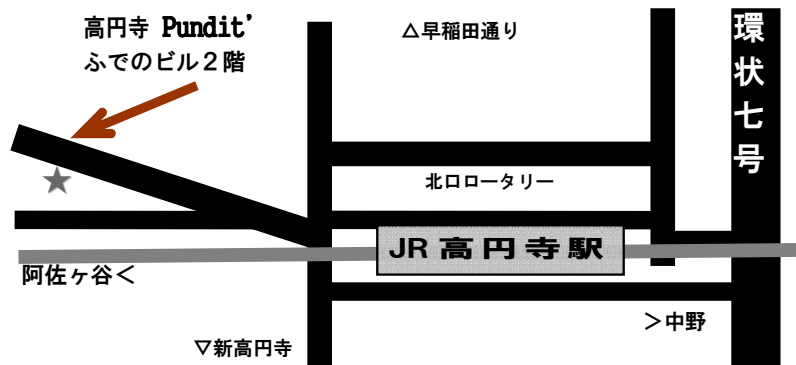 高円寺 Pundit'
ふでのビル２階
△早稲田通り
環状七号
北口ロータリー
JR 高円寺駅
阿佐ヶ谷＜
＞中野
▽新高円寺